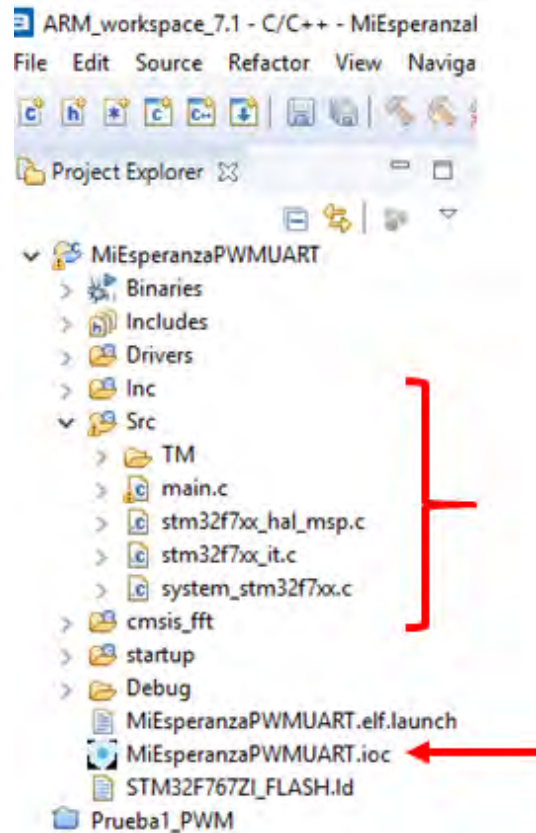 ARM_workspace_7.1 - C/C++ - MiEsperanzal
File Edit Source Refactor View Naviga
Project Explorer
MiEsperanzaPWMUART
Binaries
Includes
Drivers
Inc
Src
TM
main.c
stm32f7xx_hal_msp.c
stm32f7xx_it.c
system_stm32f7xx.c
cmsis_fft
startup
Debug
MiEsperanzaPWMUART.elf.launch
MiEsperanzaPWMUART.ioc
STM32F767ZI_FLASH.ld
Prueba1_PWM